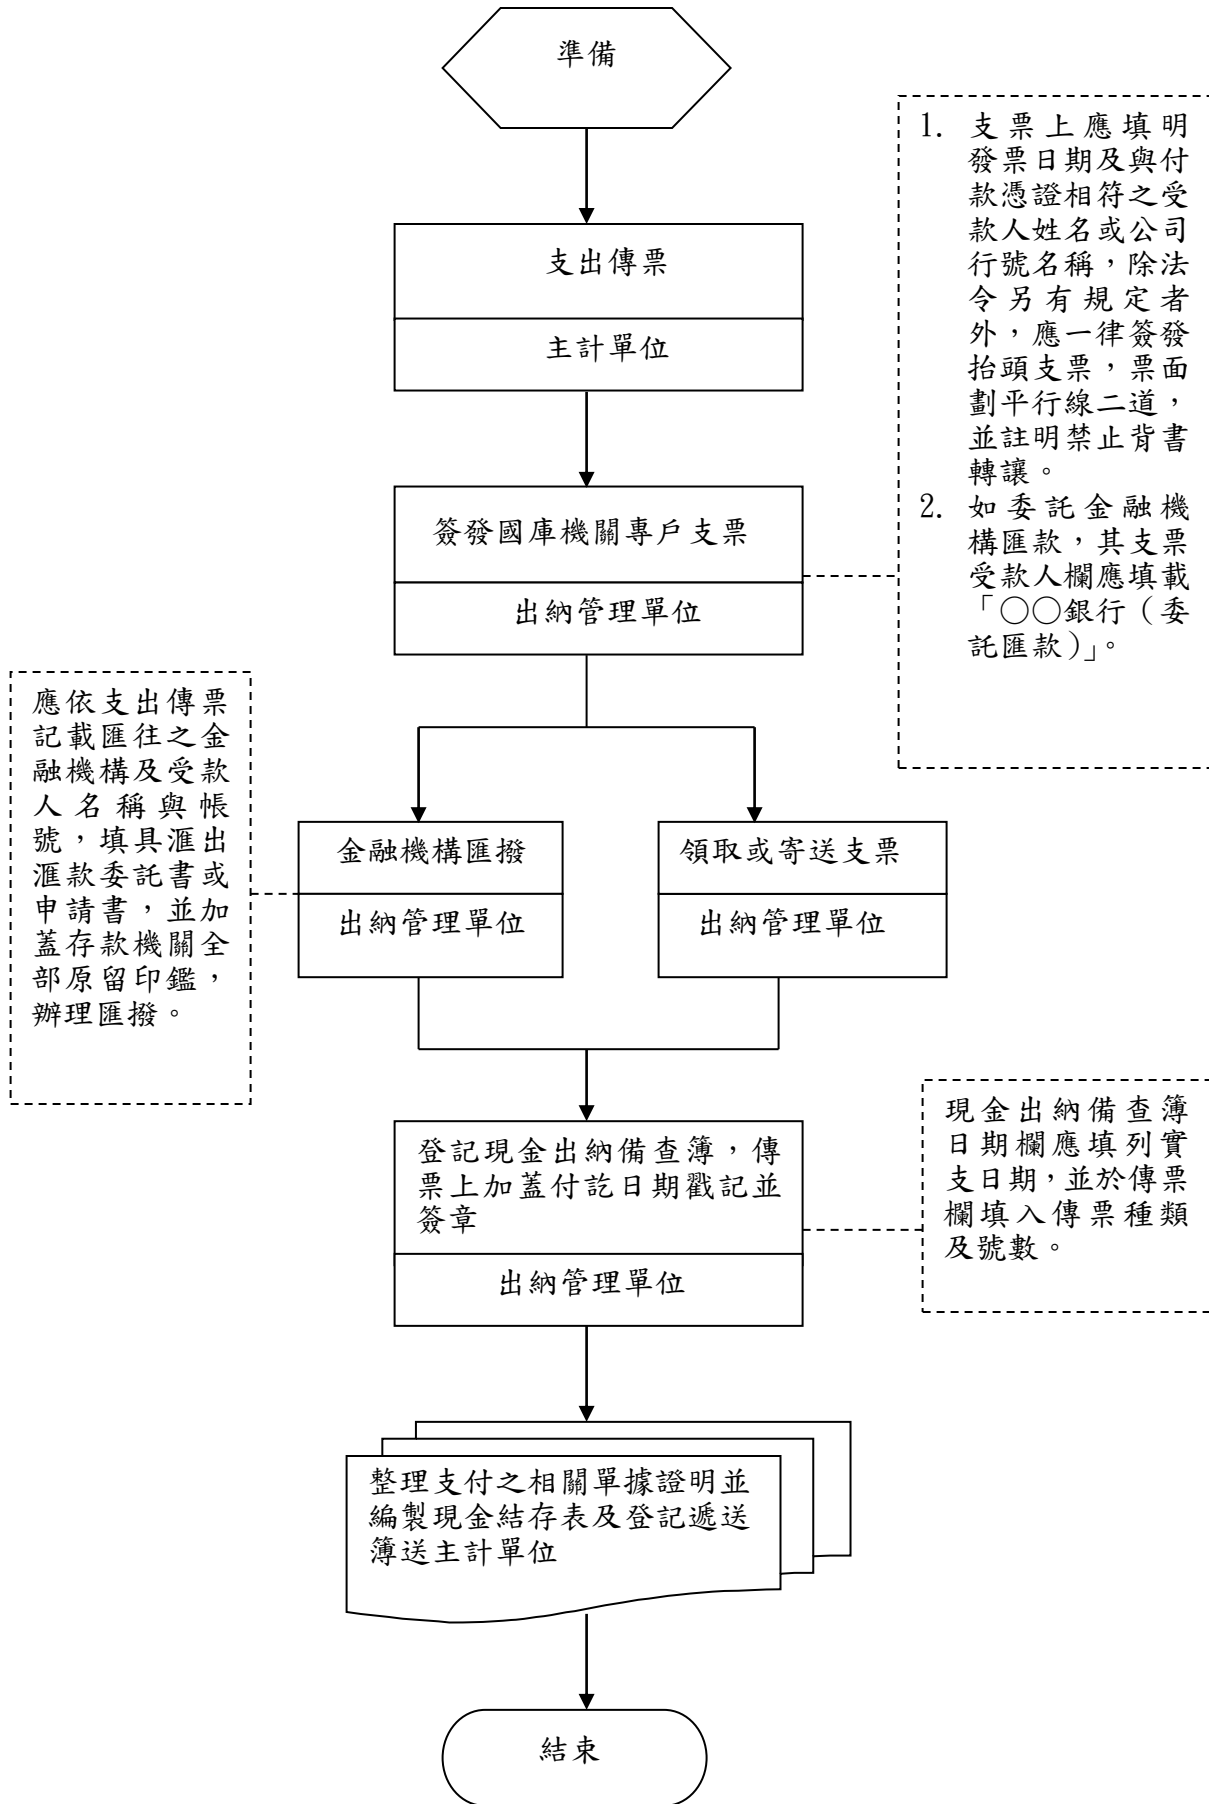 準備
支出傳票
主計單位
1. 支票上應填明
發票日期及與付
款憑證相符之受
款人姓名或公司
行號名稱，除法
令另有規定者
外，應一律簽發
抬頭支票，票面
劃平行線二道，
並註明禁止背書
轉讓。
2. 如委託金融機
構匯款，其支票
受款人欄應填載
「○○銀行（委
託匯款）」。
簽發國庫機關專戶支票
出納管理單位
應依支出傳票
記載匯往之金
融機構及受款
人名稱與帳
號，填具滙出
滙款委託書或
申請書，並加
蓋存款機關全
部原留印鑑，
辦理匯撥。
金融機構匯撥
出納管理單位
領取或寄送支票
出納管理單位
登記現金出納備查簿，傳
票上加蓋付訖日期戳記並
簽章
出納管理單位
現金出納備查簿
日期欄應填列實
支日期，並於傳票
欄填入傳票種類
及號數。
整理支付之相關單據證明並
編製現金結存表及登記遞送
簿送主計單位
結束